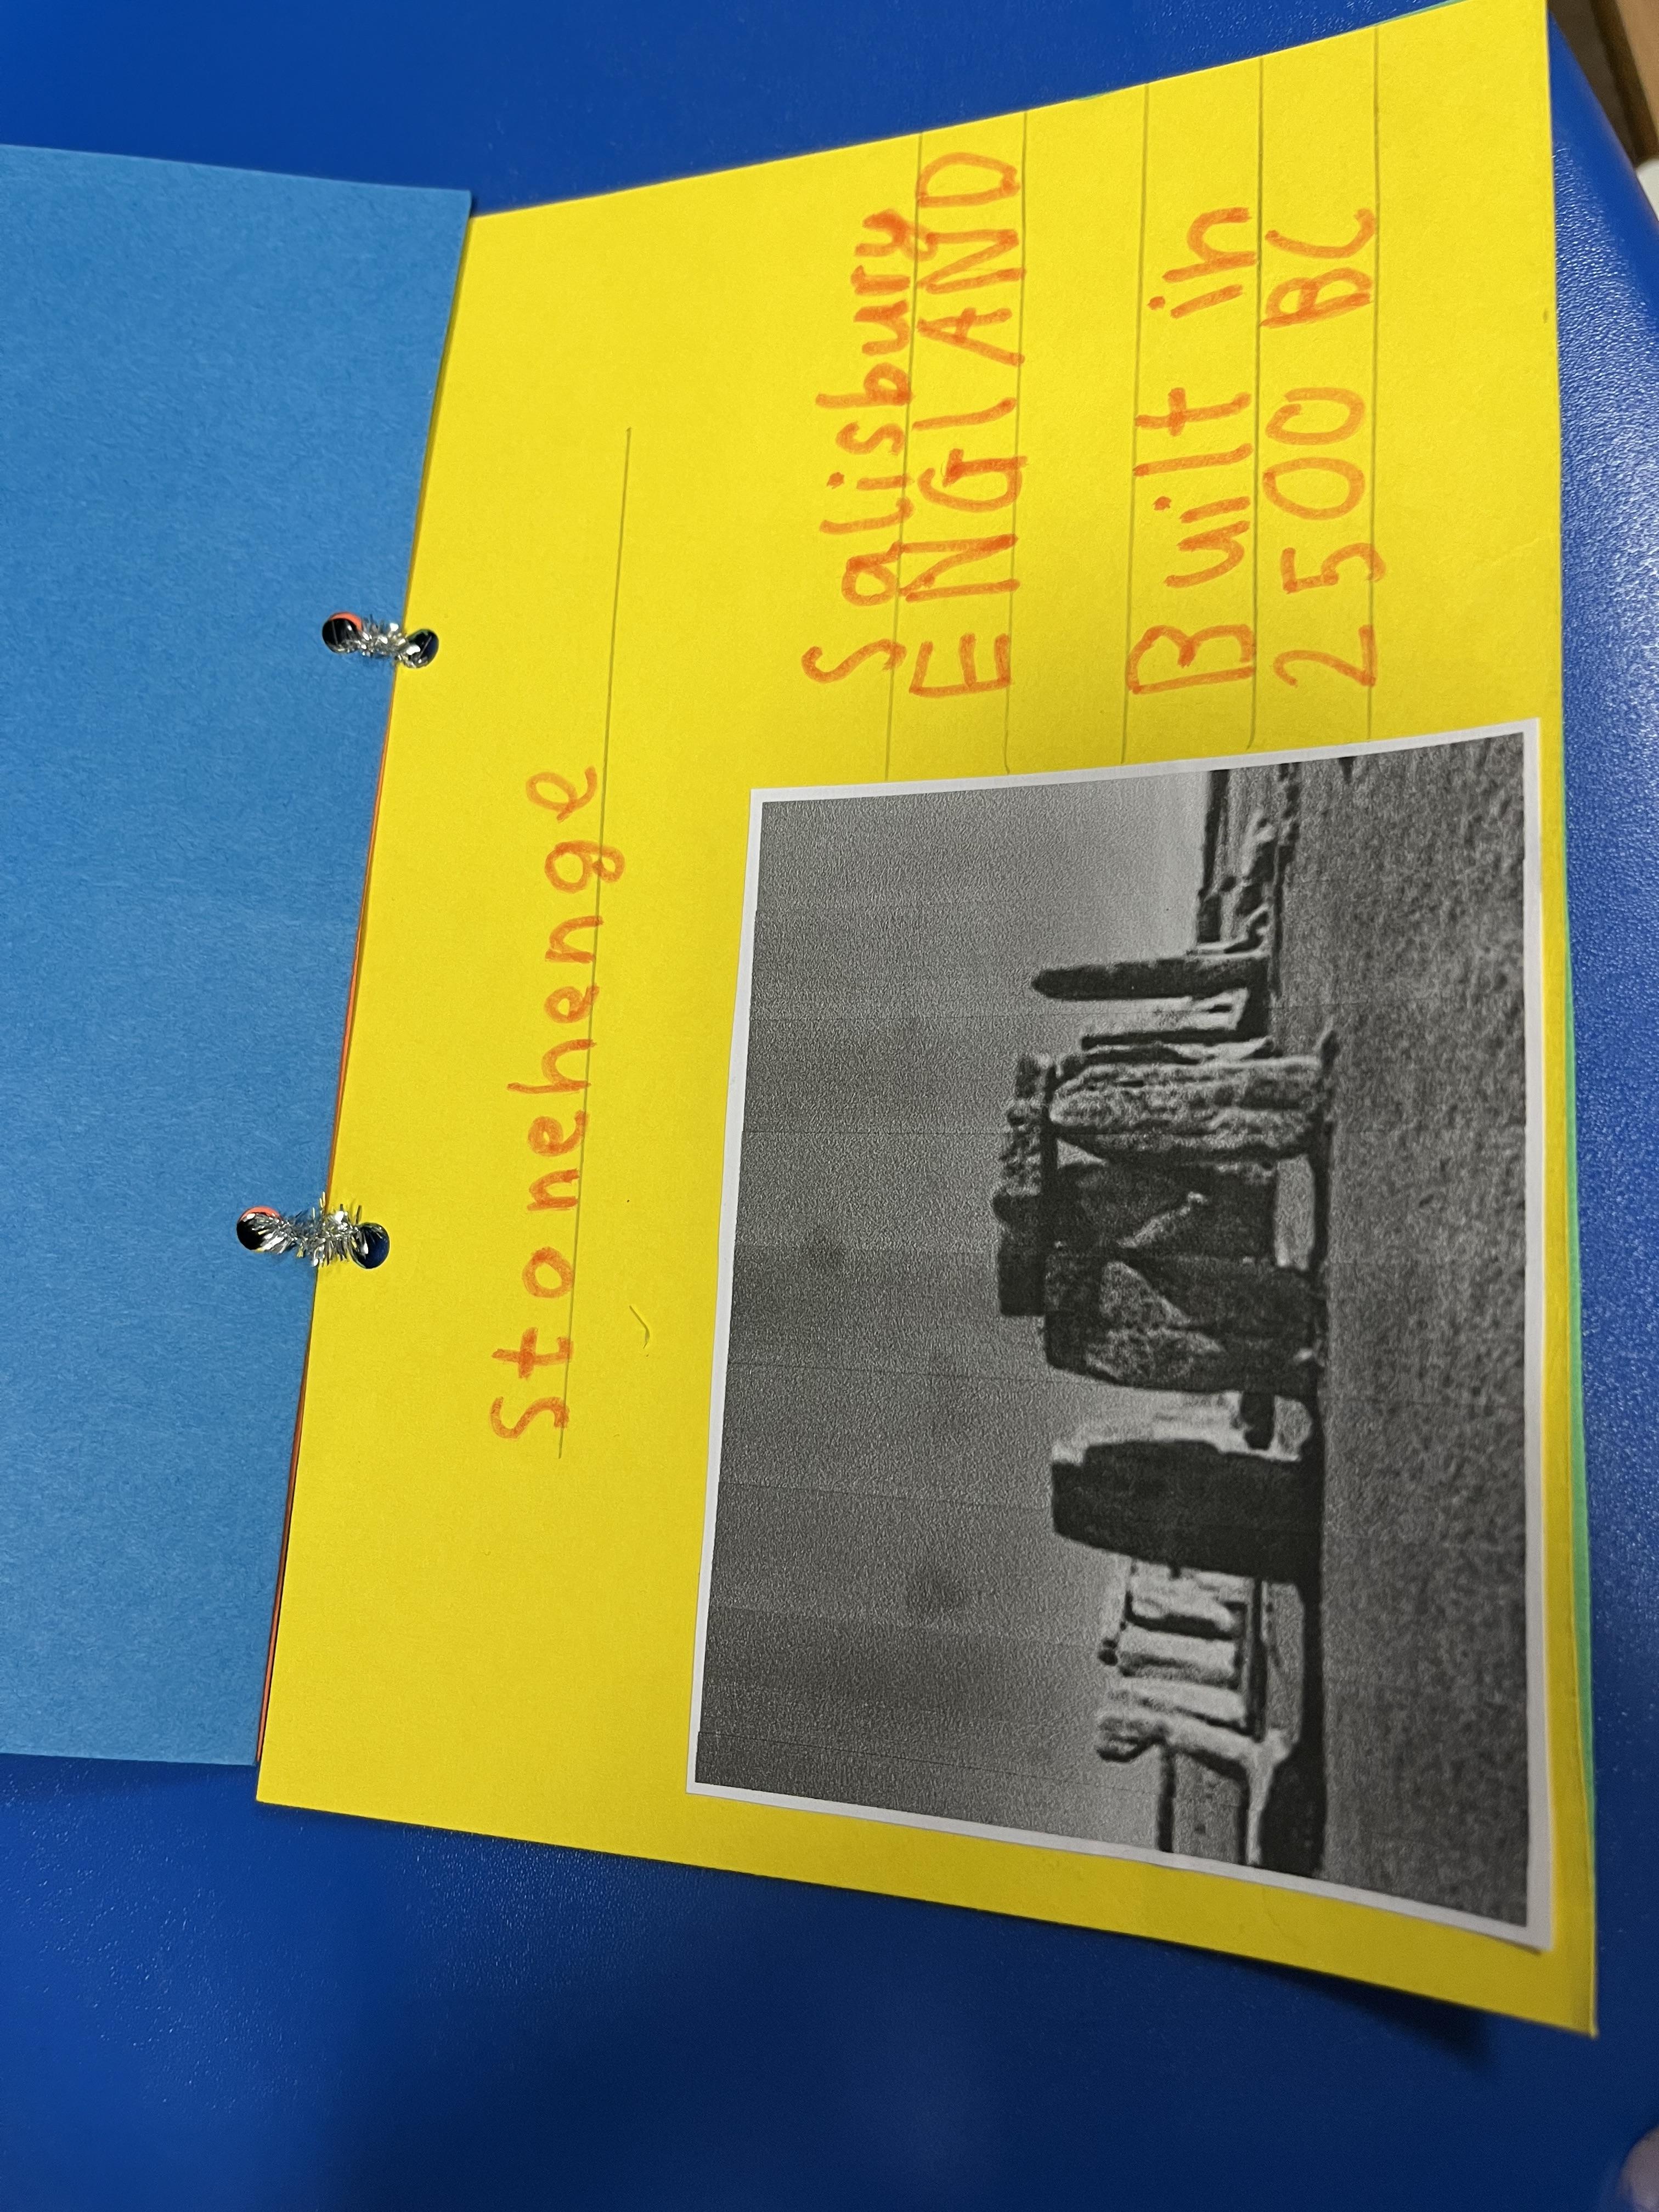 Stonehenge
Salisbury
ENGLAND
Built in
2500 BC